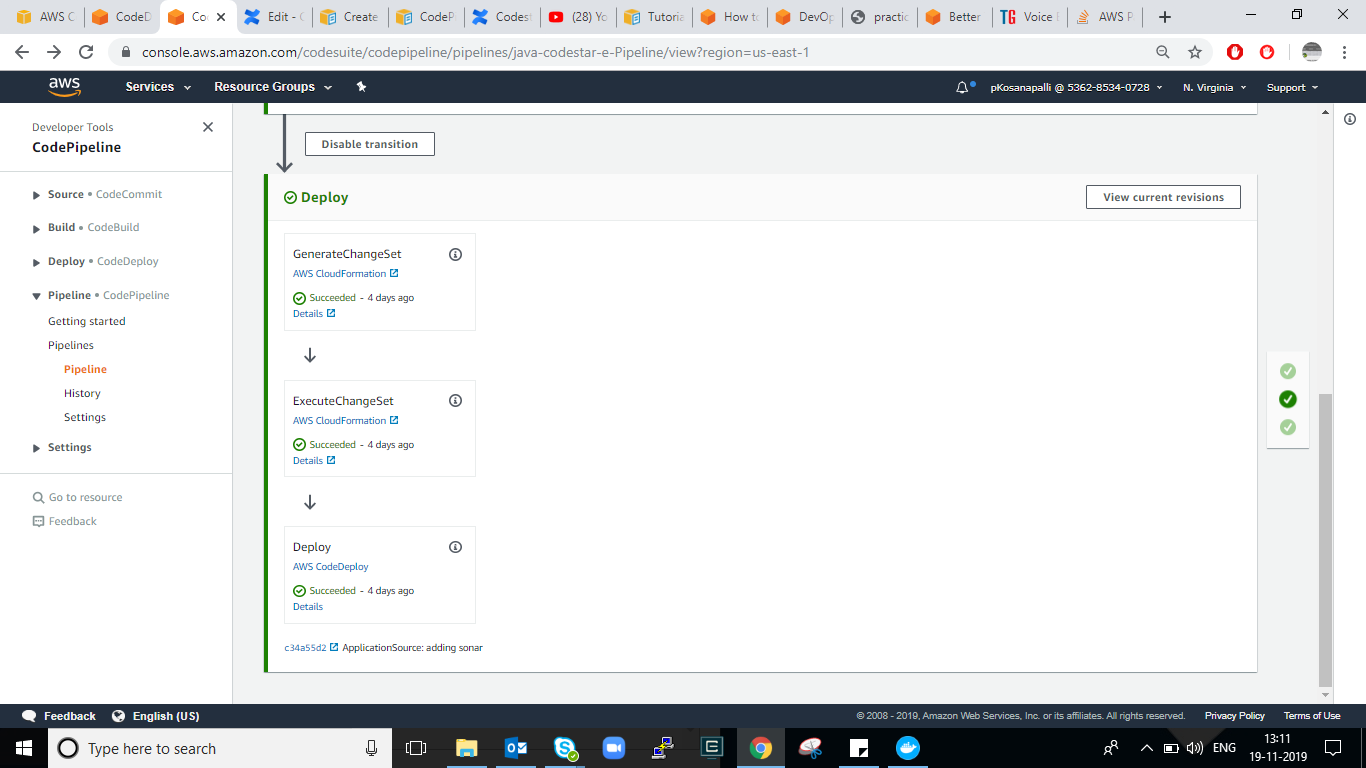 AWS C
CodeD
Co
Edit - C
Create
CodeP
Codest
(28) Yo
Tutoria
How to
DevOp
practic
Better
Voice
AWS P
console.aws.amazon.com/codesuite/codepipeline/pipelines/java-codestar-e-Pipeline/view?region=us-east-1
aws
Services
Resource Groups
pKosanapalli @ 5362-8534-0728
N. Virginia
Support
Developer Tools
CodePipeline
Source • CodeCommit
Build • CodeBuild
Deploy • CodeDeploy
Pipeline • CodePipeline
Getting started
Pipelines
Pipeline
History
Settings
Settings
Go to resource
Feedback
Disable transition
Deploy
View current revisions
GenerateChangeSet
AWS CloudFormation
Succeeded - 4 days ago
Details
ExecuteChangeSet
AWS CloudFormation
Succeeded - 4 days ago
Details
Deploy
AWS CodeDeploy
Succeeded - 4 days ago
Details
c34a55d2 ApplicationSource: adding sonar
Feedback
English (US)
© 2008 - 2019, Amazon Web Services, Inc. or its affiliates. All rights reserved.
Privacy Policy
Terms of Use
Type here to search
ENG
13:11
19-11-2019